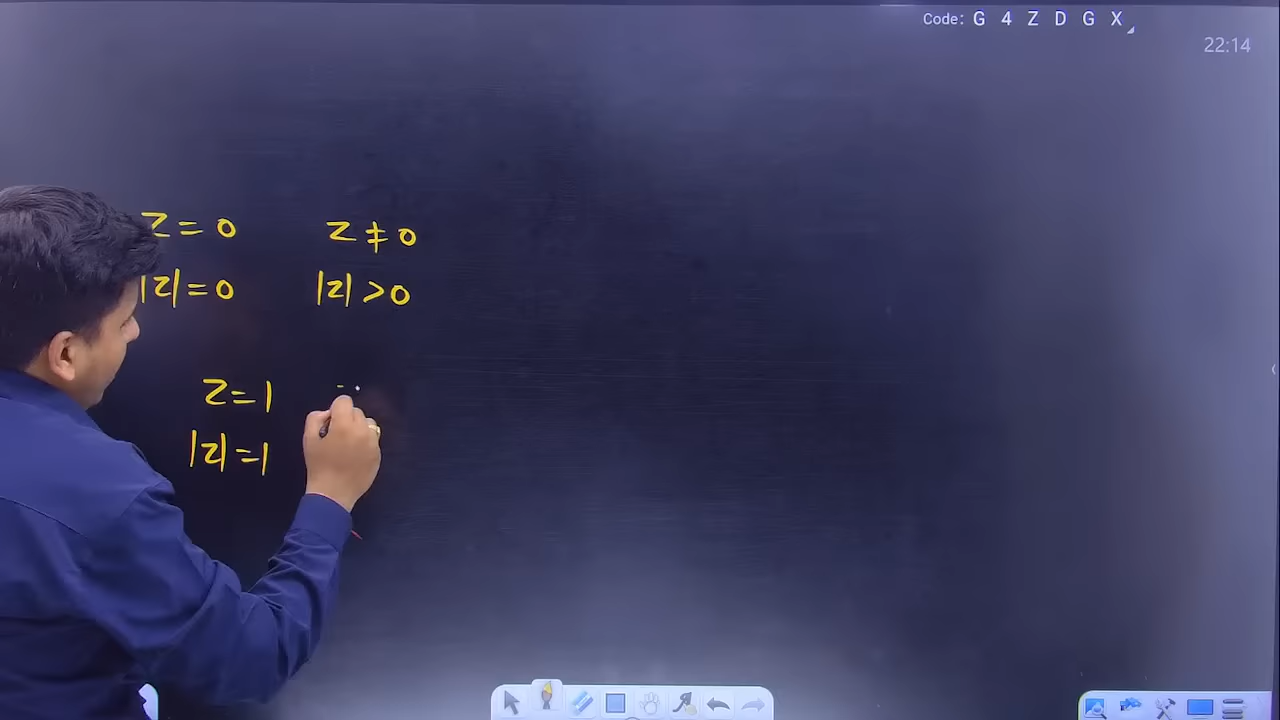 Code: G 4 Z D G X
22:14
z = 0 z ≠ 0
|z| = 0 |z| > 0
z = 1
|z| = 1